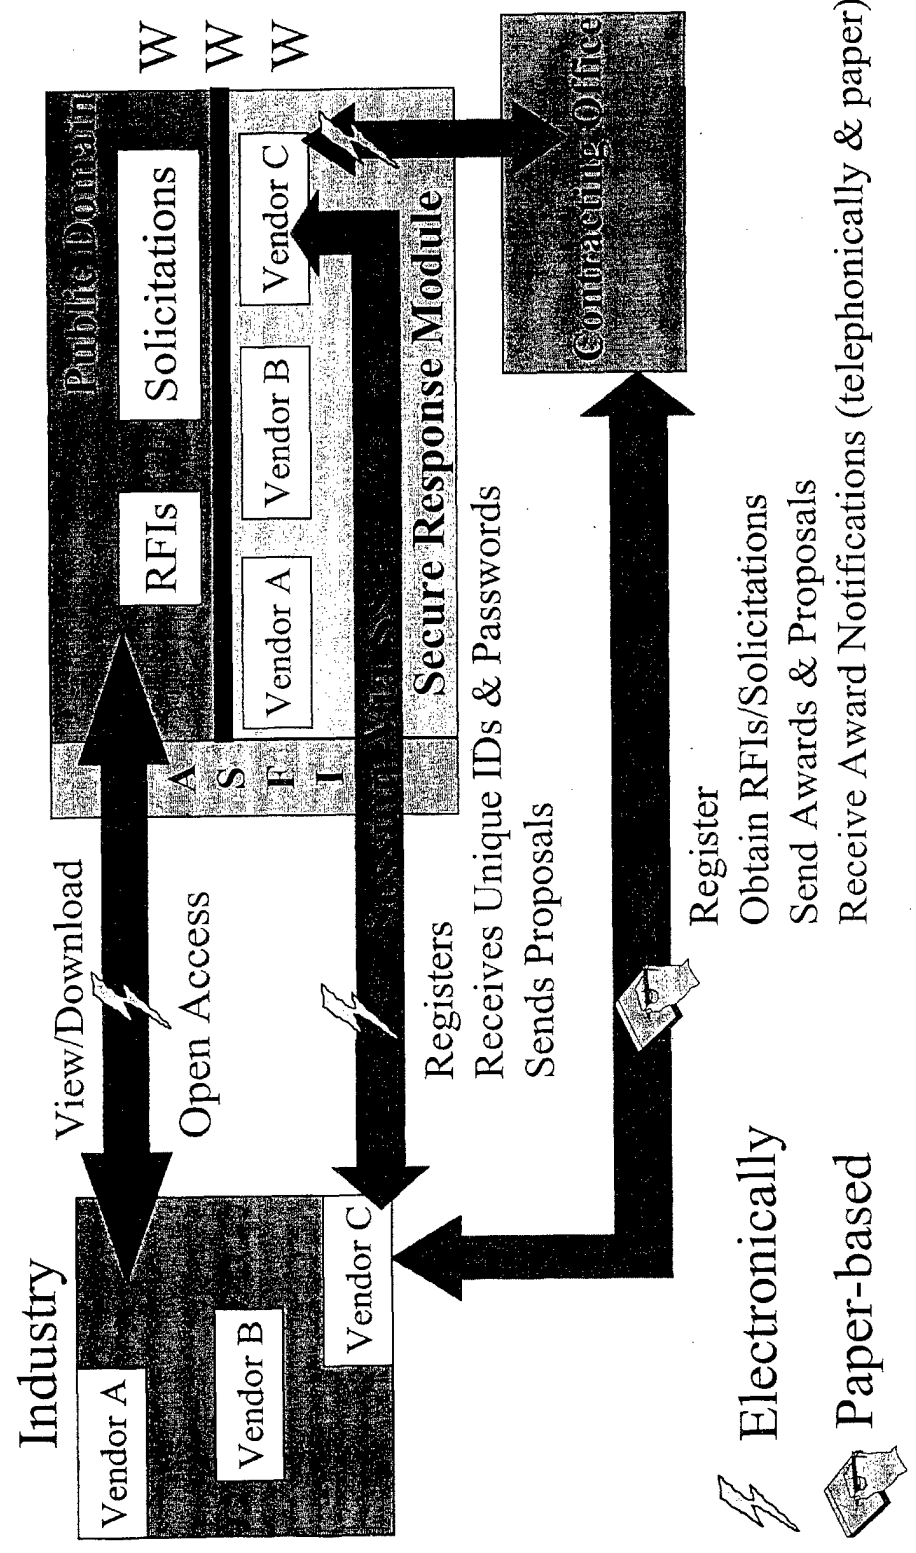 Industry
Vendor A
Vendor B
Vendor C
View/Download
Open Access
Registers
Receives Unique IDs & Passwords
Sends Proposals
A
S
F
I
Public Domain
RFIs
Solicitations
Vendor A
Vendor B
Vendor C
Secure Response Module
W
W
W
Contracting Office
Register
Obtain RFIs/Solicitations
Send Awards & Proposals
Receive Award Notifications (telephonically & paper)
Electronically
Paper-based